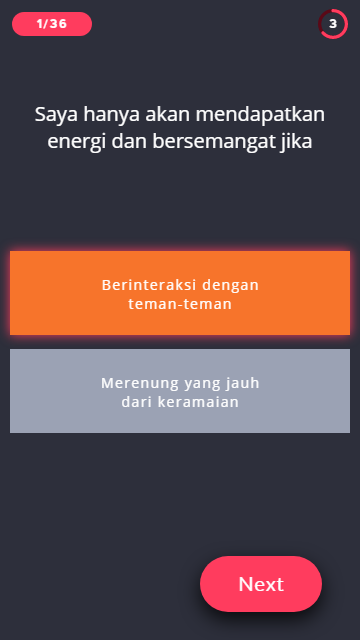 1/36
3
Saya hanya akan mendapatkan
energi dan bersemangat jika
Berinteraksi dengan
teman-teman
Merenung yang jauh
dari keramaian
Next